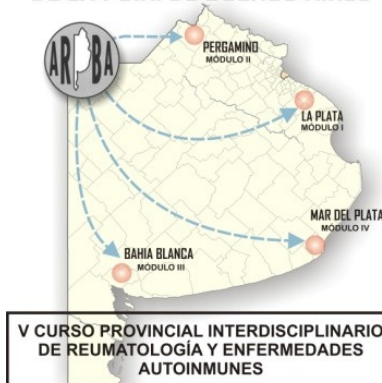 ARBA
PERGAMINO
MÓDULO II
LA PLATA
MÓDULO I
MAR DEL PLATA
MÓDULO IV
BAHIA BLANCA
MÓDULO III
V CURSO PROVINCIAL INTERDISCIPLINARIO
DE REUMATOLOGÍA Y ENFERMEDADES
AUTOINMUNES